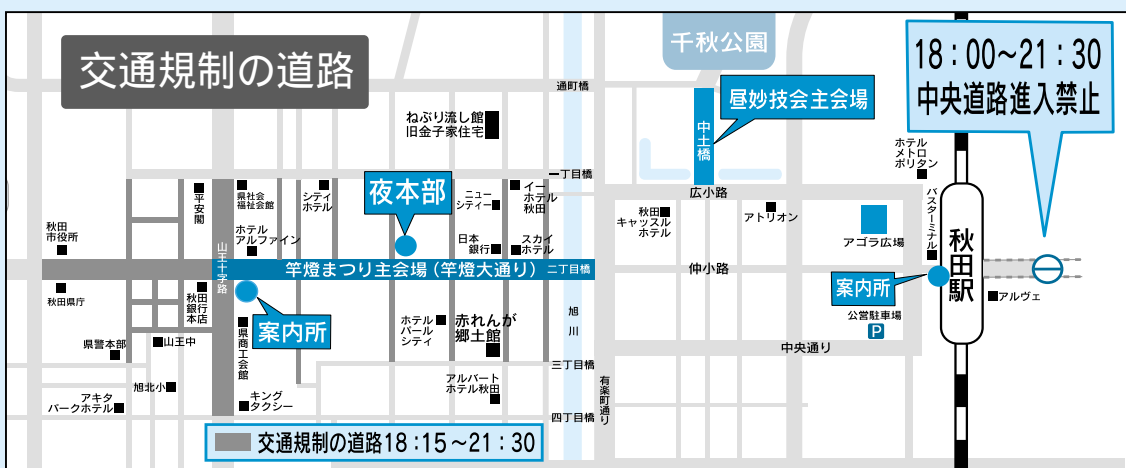 交通規制の道路
千秋公園
18：00～21：30
中央道路進入禁止
通町橋
昼妙技会主会場
中土橋
ねぶり流し館
旧金子家住宅
ホテル
メトロ
ポリタン
一丁目橋
広小路
平安閣
県社会
福祉会館
シティ
ホテル
夜本部
ニュー
シティー
イー
ホテル
秋田
秋田
キャッスル
ホテル
アトリオン
アゴラ広場
バスターミナル
秋田駅
秋田
市役所
山王十字路
ホテル
アルファイン
日本
銀行
スカイ
ホテル
竿燈まつり主会場（竿燈大通り）
二丁目橋
仲小路
案内所
アルヴェ
秋田県庁
秋田
銀行
本店
案内所
ホテル
パール
シティ
赤れんが
郷土館
旭川
公営駐車場
P
県警本部
山王中
県商工会館
三丁目橋
中央通り
旭北小
アルバート
ホテル秋田
有楽町通り
アキタ
パークホテル
キング
タクシー
四丁目橋
交通規制の道路18：15～21：30